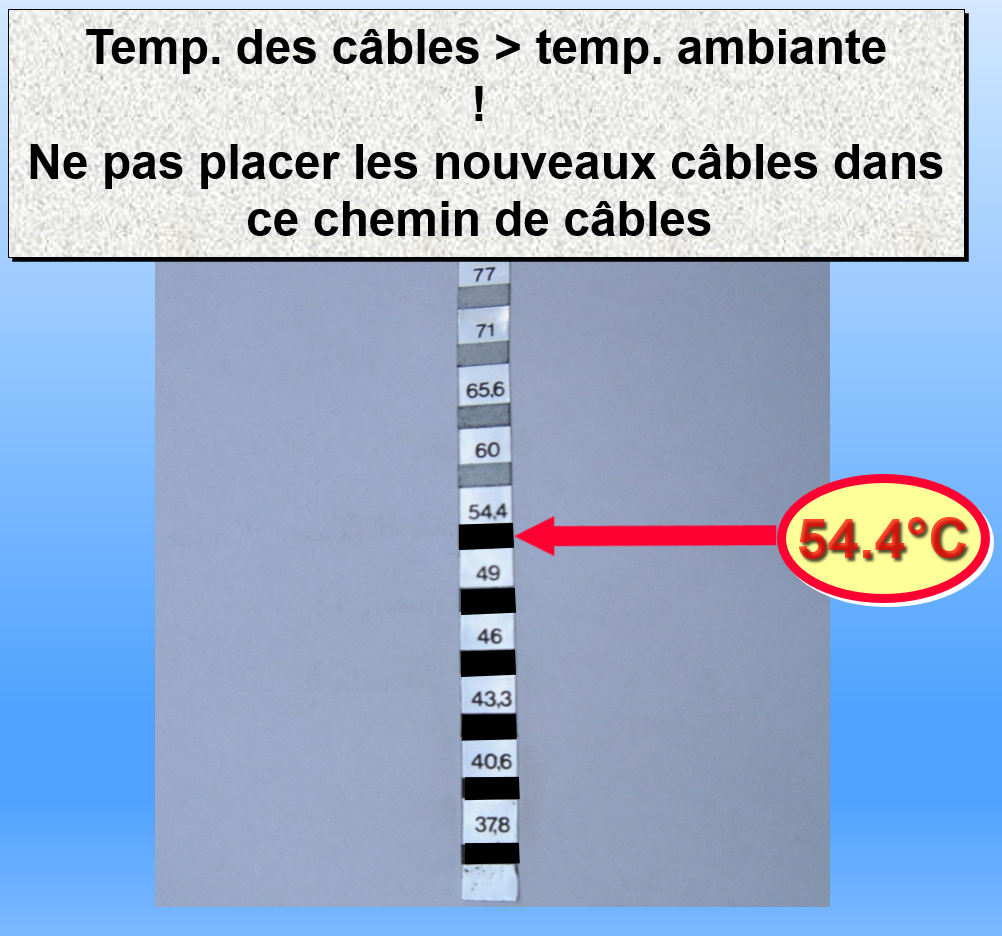 Temp. des câbles > temp. ambiante
!
Ne pas placer les nouveaux câbles dans
ce chemin de câbles
77
71
65,6
60
54,4
54.4°C
49
46
43,3
40,6
37,8